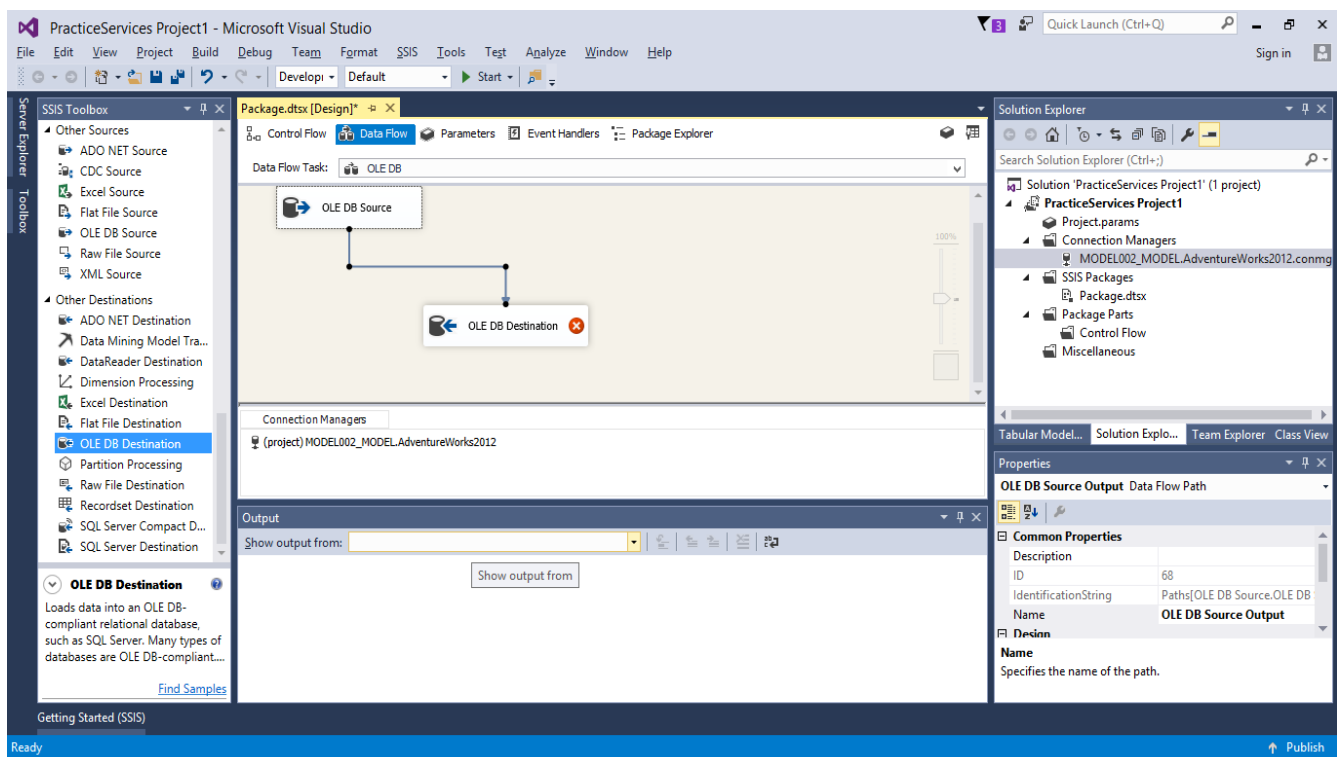 PracticeServices Project1 - Microsoft Visual Studio
3
Quick Launch (Ctrl+Q)
File Edit View Project Build Debug Team Format SSIS Tools Test Analyze Window Help
Sign in
Developi Default Start
Server Explorer
Toolbox
SSIS Toolbox
Other Sources
ADO NET Source
CDC Source
Excel Source
Flat File Source
OLE DB Source
Raw File Source
XML Source
Other Destinations
ADO NET Destination
Data Mining Model Tra...
DataReader Destination
Dimension Processing
Excel Destination
Flat File Destination
OLE DB Destination
Partition Processing
Raw File Destination
Recordset Destination
SQL Server Compact D...
SQL Server Destination
OLE DB Destination
Loads data into an OLE DB-
compliant relational database,
such as SQL Server. Many types of
databases are OLE DB-compliant....
Find Samples
Getting Started (SSIS)
Package.dtsx [Design]*
Control Flow Data Flow Parameters Event Handlers Package Explorer
Data Flow Task: OLE DB
OLE DB Source
100%
OLE DB Destination
Connection Managers
(project) MODEL002_MODEL.AdventureWorks2012
Output
Show output from:
Show output from
Solution Explorer
Search Solution Explorer (Ctrl+;)
Solution 'PracticeServices Project1' (1 project)
PracticeServices Project1
Project.params
Connection Managers
MODEL002_MODEL.AdventureWorks2012.conmg
SSIS Packages
Package.dtsx
Package Parts
Control Flow
Miscellaneous
Tabular Model... Solution Explo... Team Explorer Class View
Properties
OLE DB Source Output Data Flow Path
Common Properties
Description
ID 68
IdentificationString Paths[OLE DB Source.OLE DB
Name OLE DB Source Output
Design
Name
Specifies the name of the path.
Ready
Publish